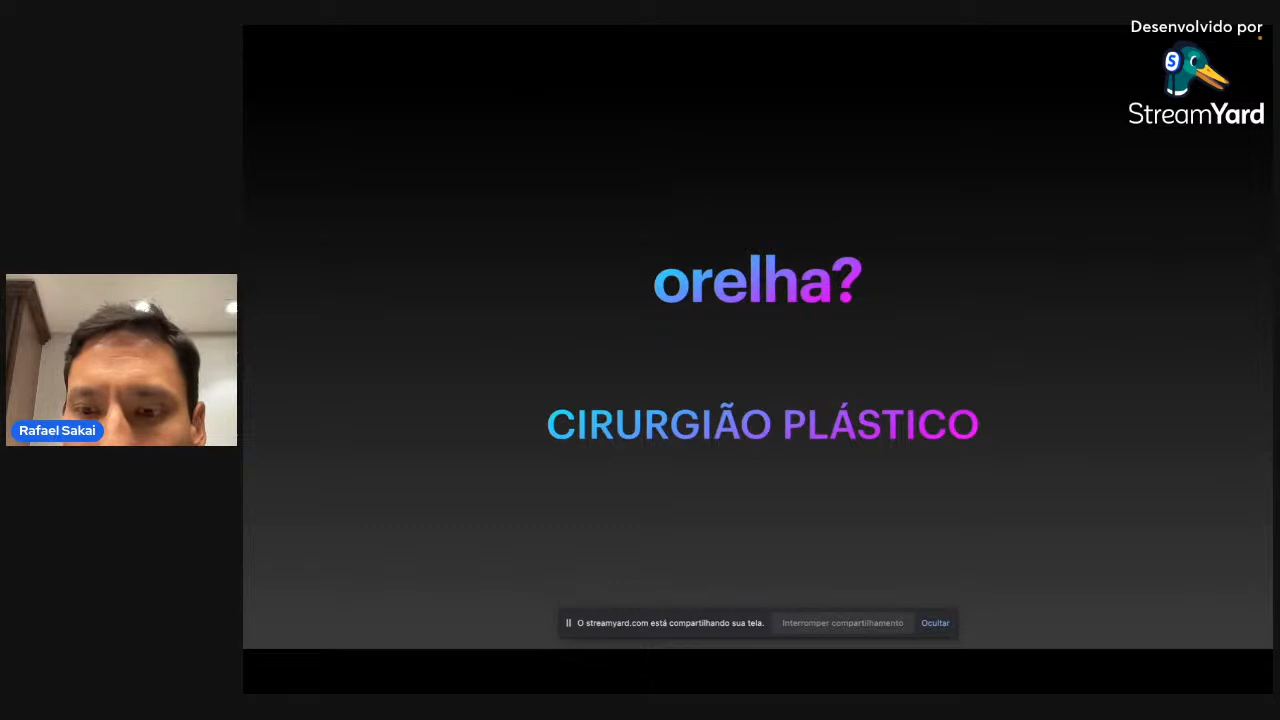 Desenvolvido por
StreamYard
orelha?
CIRURGIÃO PLÁSTICO
Rafael Sakai
O streamyard.com está compartilhando sua tela.
Interromper compartilhamento
Ocultar